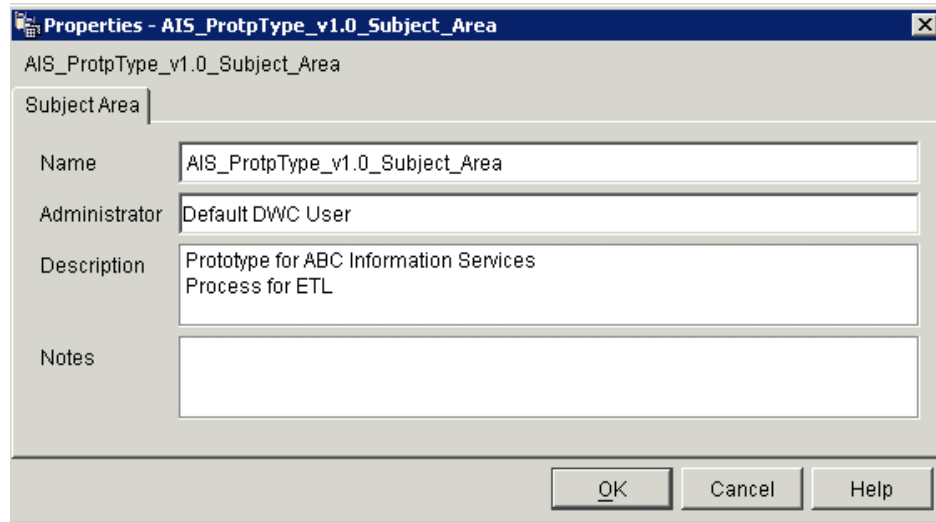 Properties - AIS_ProtpType_v1.0_Subject_Area
AIS_ProtpType_v1.0_Subject_Area
Subject Area
Name AIS_ProtpType_v1.0_Subject_Area
Administrator Default DWC User
Description Prototype for ABC Information Services
Process for ETL
Notes
OK Cancel Help